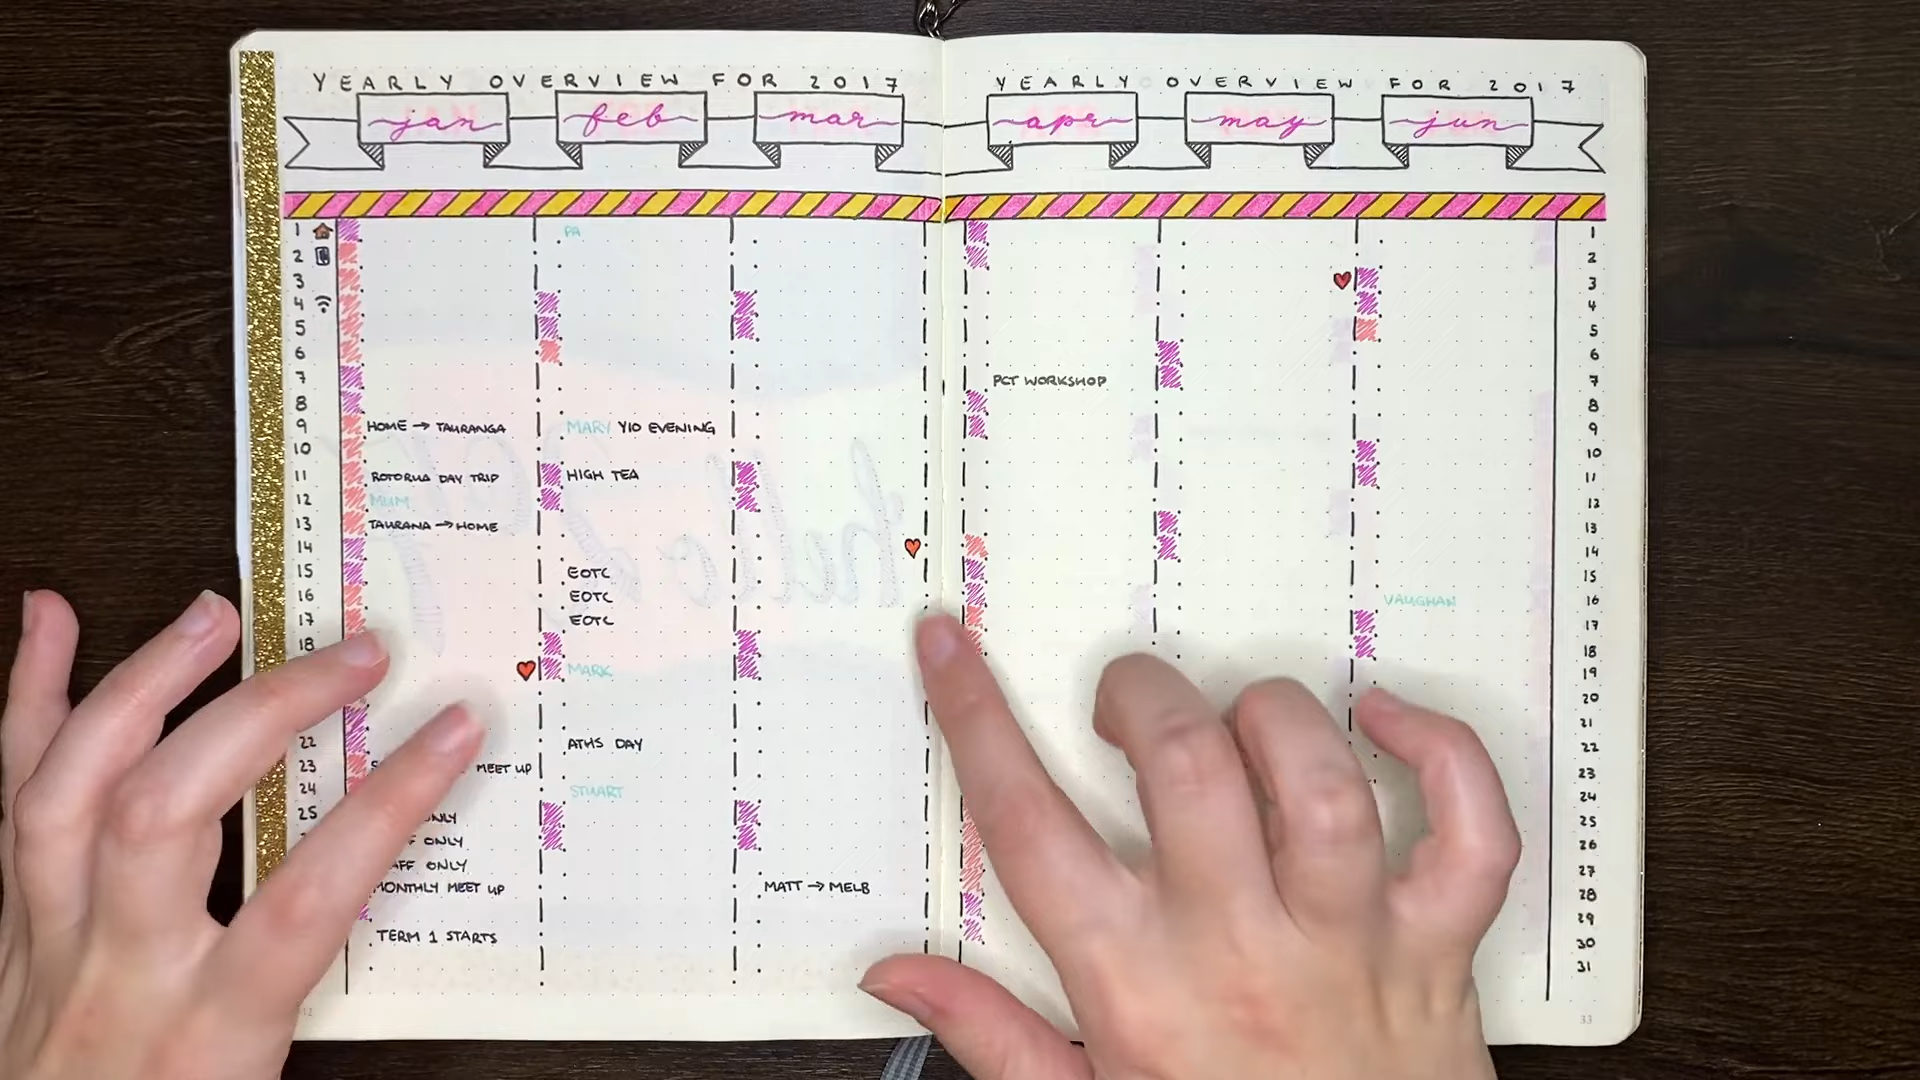 YEARLY OVERVIEW FOR 2017
jan feb mar
1 PA
2
3
4
5
6
7
8
9 HOME → TAURANGA MARY Y10 EVENING
10
11 ROTORUA DAY TRIP HIGH TEA
12 MUM
13 TAURANA → HOME
14
15 EOTC
16 EOTC
17 EOTC
18
MARK
22 ATHS DAY
23 MEET UP
24 STUART
25 ONLY
ONLY
ONLY
MONTHLY MEET UP MATT → MELB
TERM 1 STARTS
YEARLY OVERVIEW FOR 2017
apr may jun
1
2
3
4
5
6
PCT WORKSHOP 7
8
9
10
11
12
13
14
15
VAUGHAN 16
17
18
19
20
21
22
23
24
25
26
27
28
29
30
31
33